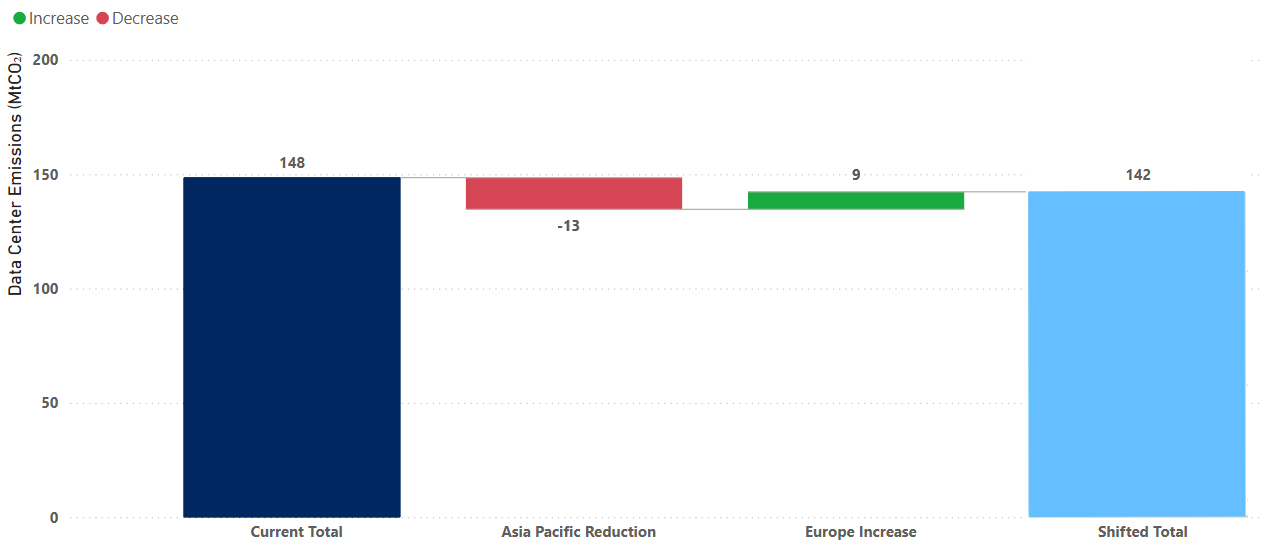 Increase Decrease
Data Center Emissions (MtCO₂)
200
150
100
50
0
148
-13
9
142
Current Total
Asia Pacific Reduction
Europe Increase
Shifted Total